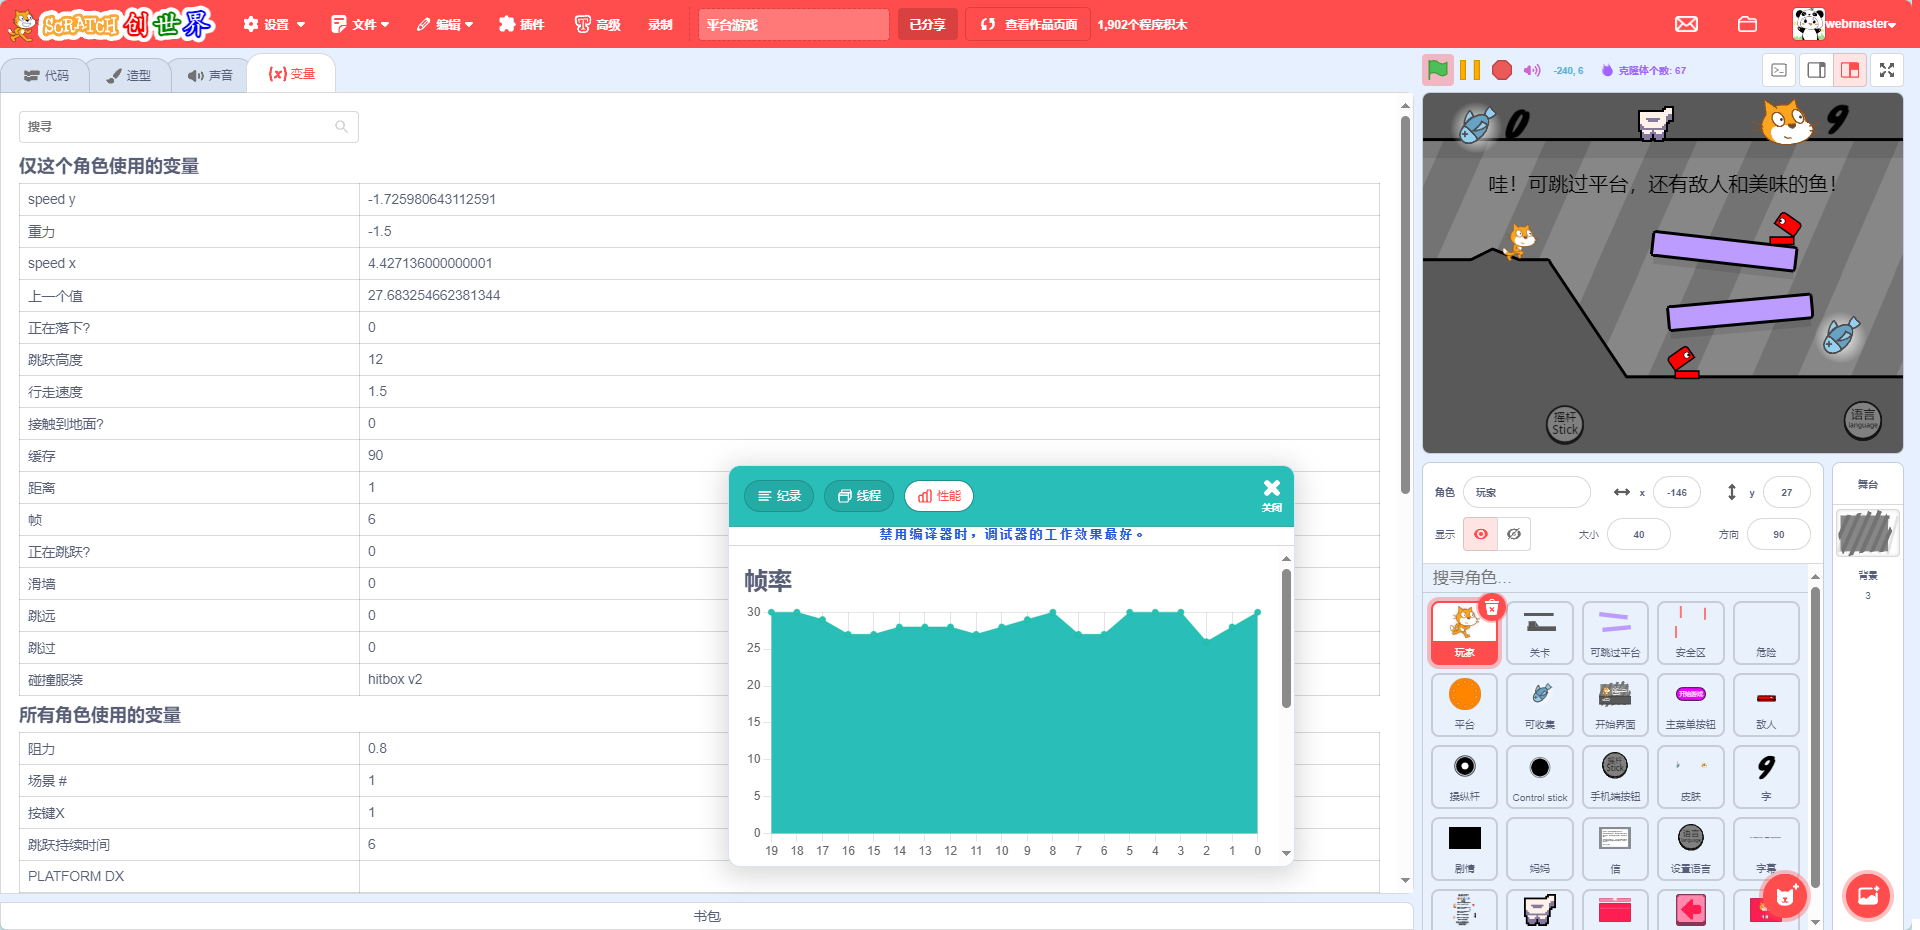 SCRATCH 创世界
设置
文件
编辑
插件
高级
录制
平台游戏
已分享
查看作品页面
1,902个程序积木
webmaster
代码
造型
声音
(x) 变量
-240, 6
克隆体个数: 67
搜寻
仅这个角色使用的变量
speed y -1.725980643112591
重力 -1.5
speed x 4.427136000000001
上一个值 27.683254662381344
正在落下? 0
跳跃高度 12
行走速度 1.5
接触到地面? 0
缓存 90
距离 1
帧 6
正在跳跃? 0
滑墙 0
跳远 0
跳过 0
碰撞服装 hitbox v2
所有角色使用的变量
阻力 0.8
场景 # 1
按键X 1
跳跃持续时间 6
PLATFORM DX
书包
纪录
线程
性能
关闭
禁用编译器时，调试器的工作效果最好。
帧率
30
25
20
15
10
5
0
19 18 17 16 15 14 13 12 11 10 9 8 7 6 5 4 3 2 1 0
0
9
哇！可跳过平台，还有敌人和美味的鱼！
摇杆
Stick
语言
language
角色 玩家
x -146
y 27
显示
大小 40
方向 90
舞台
背景
3
搜寻角色...
玩家
关卡
可跳过平台
安全区
危险
平台
可收集
开始界面
开始游戏
主菜单按钮
敌人
操纵杆
Control stick
摇杆
Stick
手机端按钮
皮肤
9
字
剧情
妈妈
信
语言
设置语言
字幕